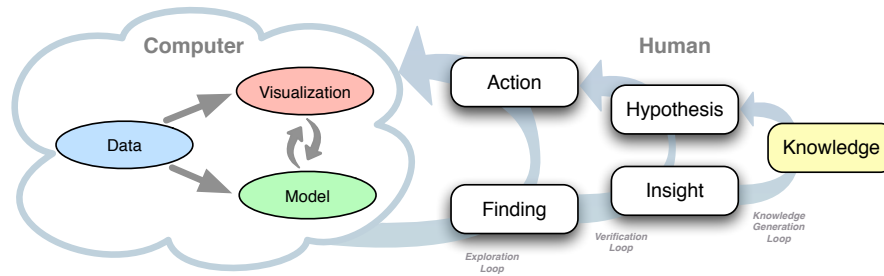 Computer
Human
Visualization
Data
Model
Action
Hypothesis
Knowledge
Finding
Insight
Exploration
Loop
Verification
Loop
Knowledge
Generation
Loop